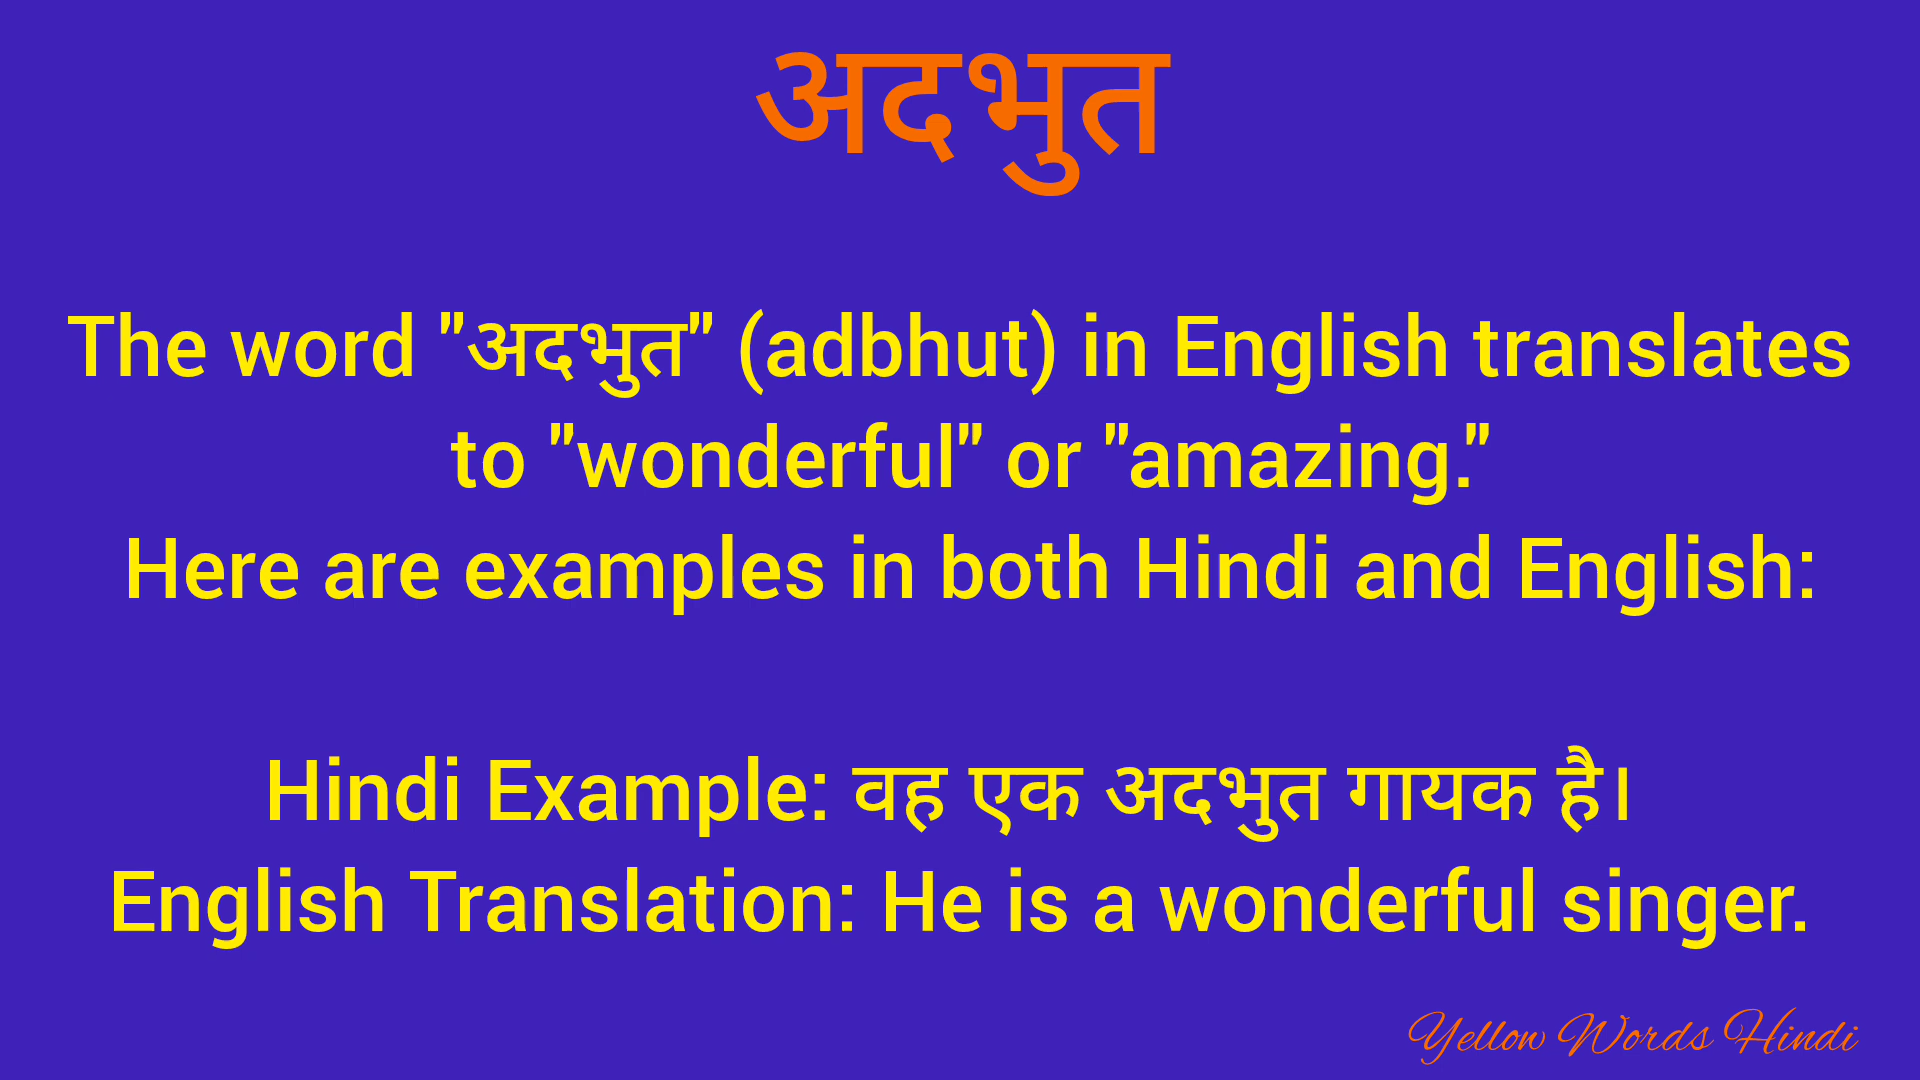 अदभुत
The word "अदभुत" (adbhut) in English translates
to "wonderful" or "amazing."
Here are examples in both Hindi and English:
Hindi Example: वह एक अदभुत गायक है।
English Translation: He is a wonderful singer.
Yellow Words Hindi